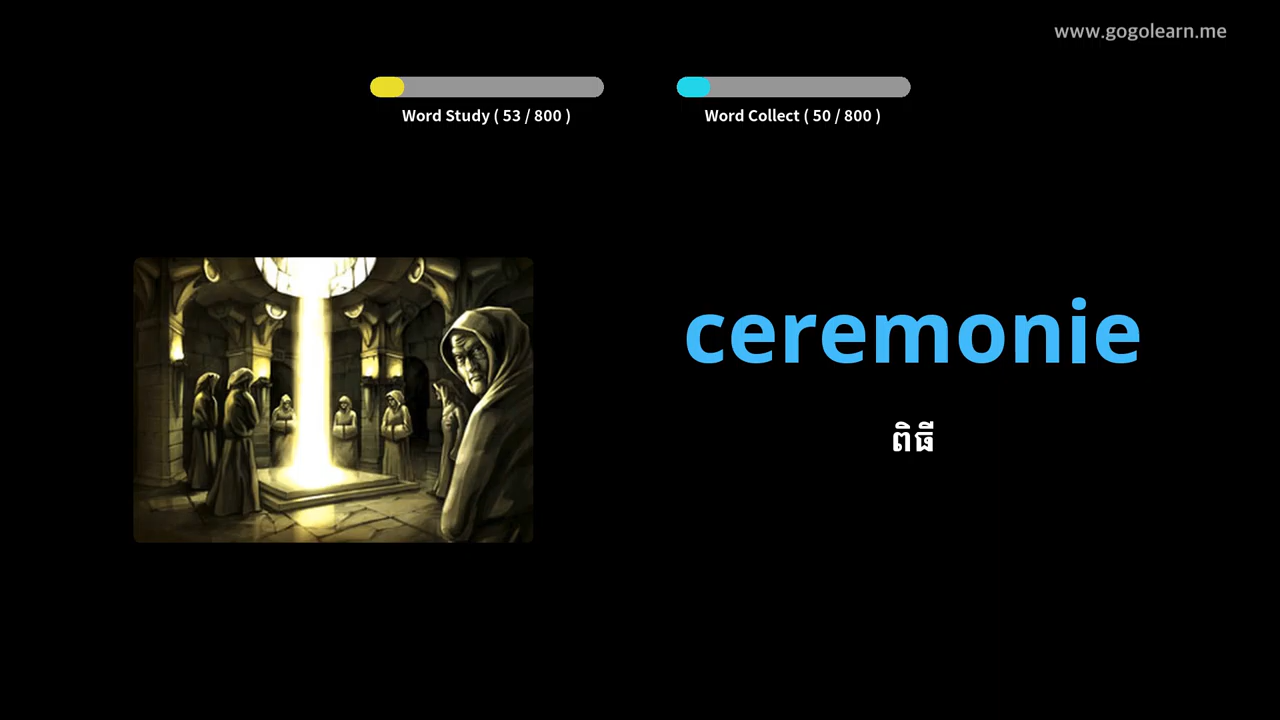 www.gogolearn.me
Word Study ( 53 / 800 )
Word Collect ( 50 / 800 )
ceremonie
ពិធី